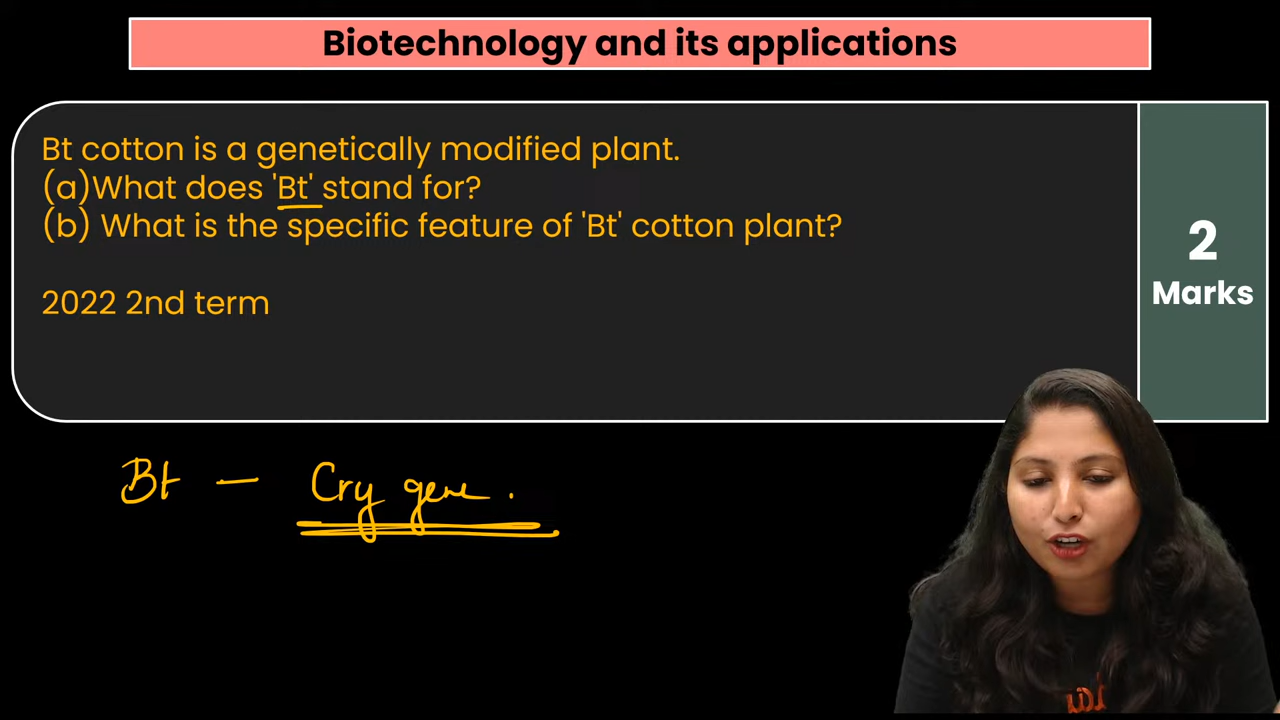 Biotechnology and its applications
Bt cotton is a genetically modified plant.
(a)What does 'Bt' stand for?
(b) What is the specific feature of 'Bt' cotton plant?
2022 2nd term
2
Marks
Bt - Cry gene.